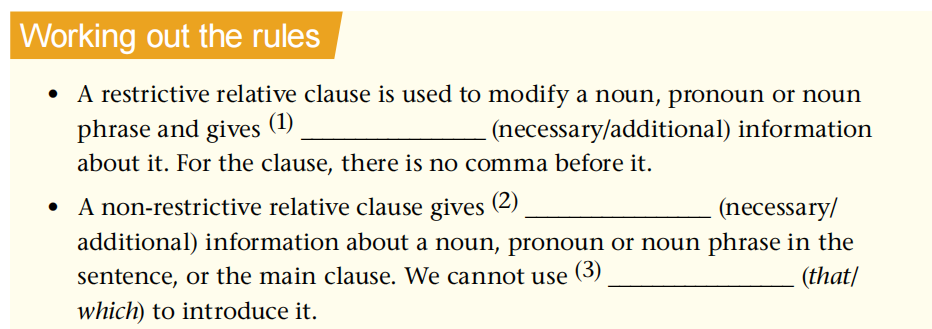 Working out the rules
• A restrictive relative clause is used to modify a noun, pronoun or noun
phrase and gives (1) ________________ (necessary/additional) information
about it. For the clause, there is no comma before it.
• A non-restrictive relative clause gives (2) ________________ (necessary/
additional) information about a noun, pronoun or noun phrase in the
sentence, or the main clause. We cannot use (3) ________________ (that/
which) to introduce it.